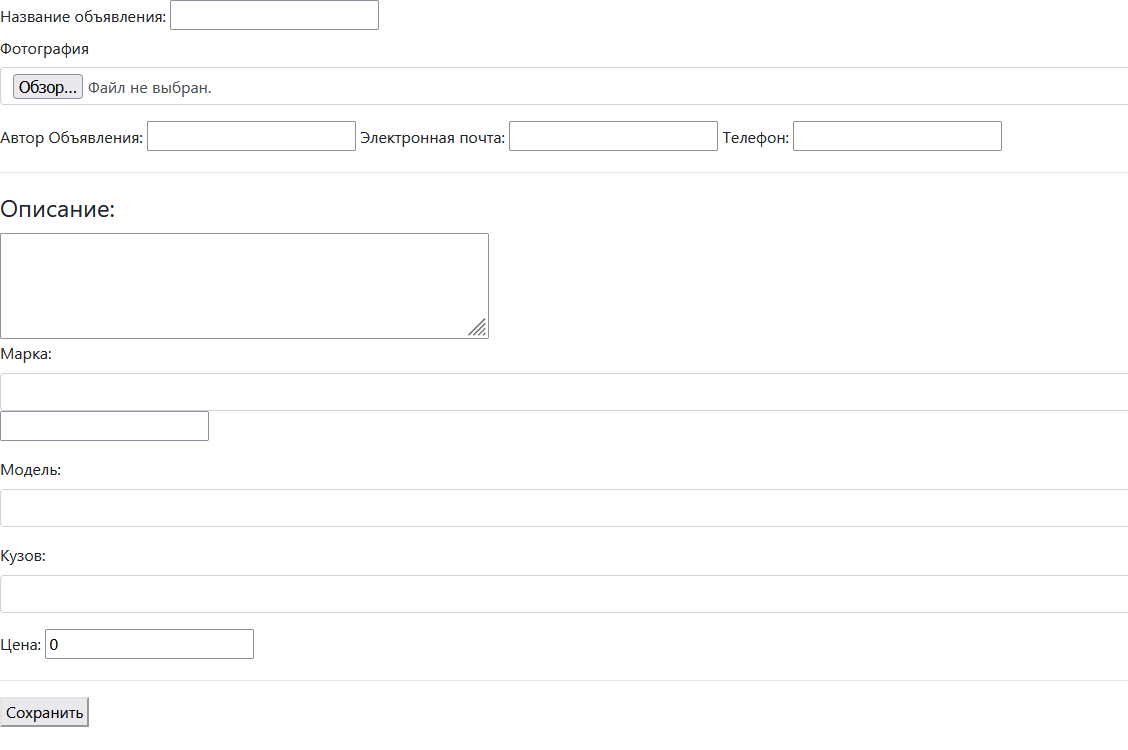 Название объявления:
Фотография
Обзор... Файл не выбран.
Автор Объявления: Электронная почта: Телефон:
Описание:
Марка:
Модель:
Кузов:
Цена: 0
Сохранить